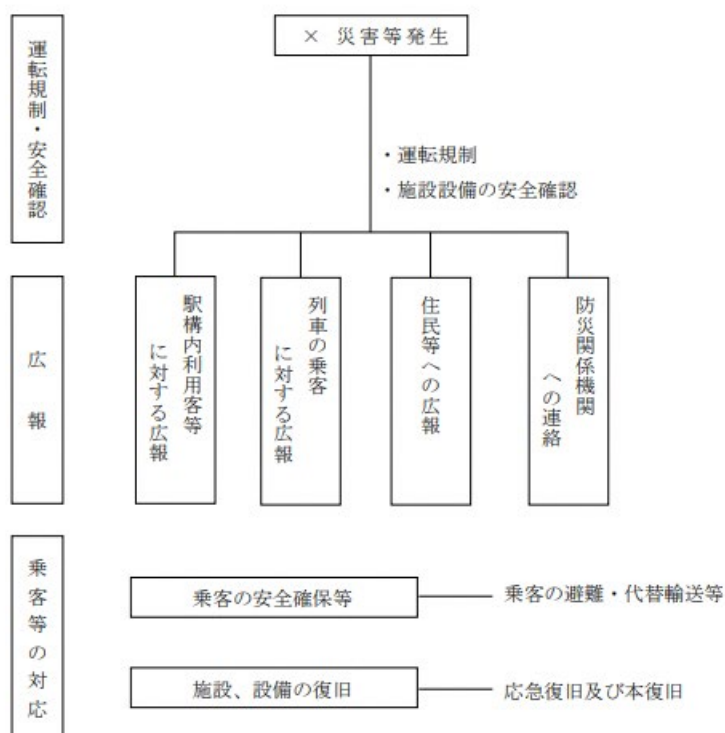 運転規制・安全確認
× 災害等発生
・運転規制
・施設設備の安全確認
広報
駅構内利用客等
に対する広報
列車の乗客
に対する広報
住民等への広報
防災関係機関
への連絡
乗客等の対応
乗客の安全確保等
乗客の避難・代替輸送等
施設、設備の復旧
応急復旧及び本復旧